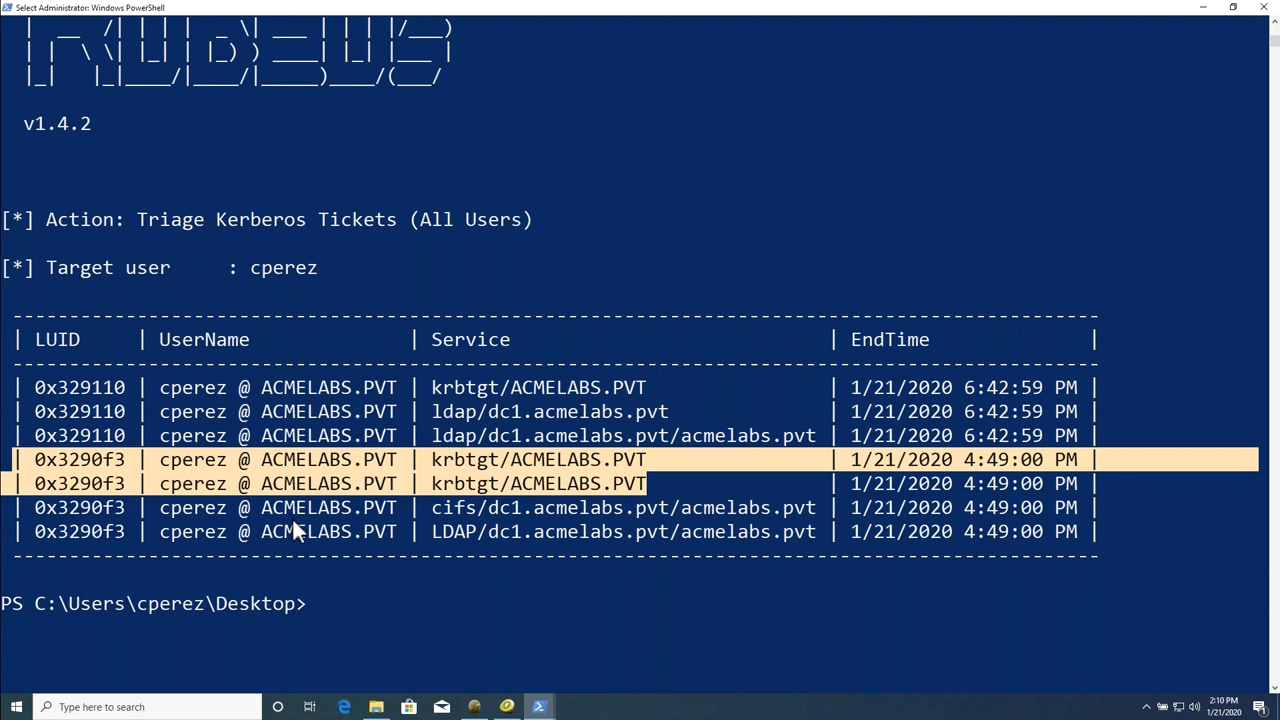 Select Administrator: Windows PowerShell
v1.4.2
[*] Action: Triage Kerberos Tickets (All Users)
[*] Target user     : cperez
| LUID     | UserName              | Service                              | EndTime              |
| 0x329110 | cperez @ ACMELABS.PVT | krbtgt/ACMELABS.PVT                | 1/21/2020 6:42:59 PM |
| 0x329110 | cperez @ ACMELABS.PVT | ldap/dc1.acmelabs.pvt              | 1/21/2020 6:42:59 PM |
| 0x329110 | cperez @ ACMELABS.PVT | ldap/dc1.acmelabs.pvt/acmelabs.pvt | 1/21/2020 6:42:59 PM |
| 0x3290f3 | cperez @ ACMELABS.PVT | krbtgt/ACMELABS.PVT                | 1/21/2020 4:49:00 PM |
| 0x3290f3 | cperez @ ACMELABS.PVT | krbtgt/ACMELABS.PVT                | 1/21/2020 4:49:00 PM |
| 0x3290f3 | cperez @ ACMELABS.PVT | cifs/dc1.acmelabs.pvt/acmelabs.pvt | 1/21/2020 4:49:00 PM |
| 0x3290f3 | cperez @ ACMELABS.PVT | LDAP/dc1.acmelabs.pvt/acmelabs.pvt | 1/21/2020 4:49:00 PM |
PS C:\Users\cperez\Desktop>
Type here to search
2:10 PM
1/21/2020